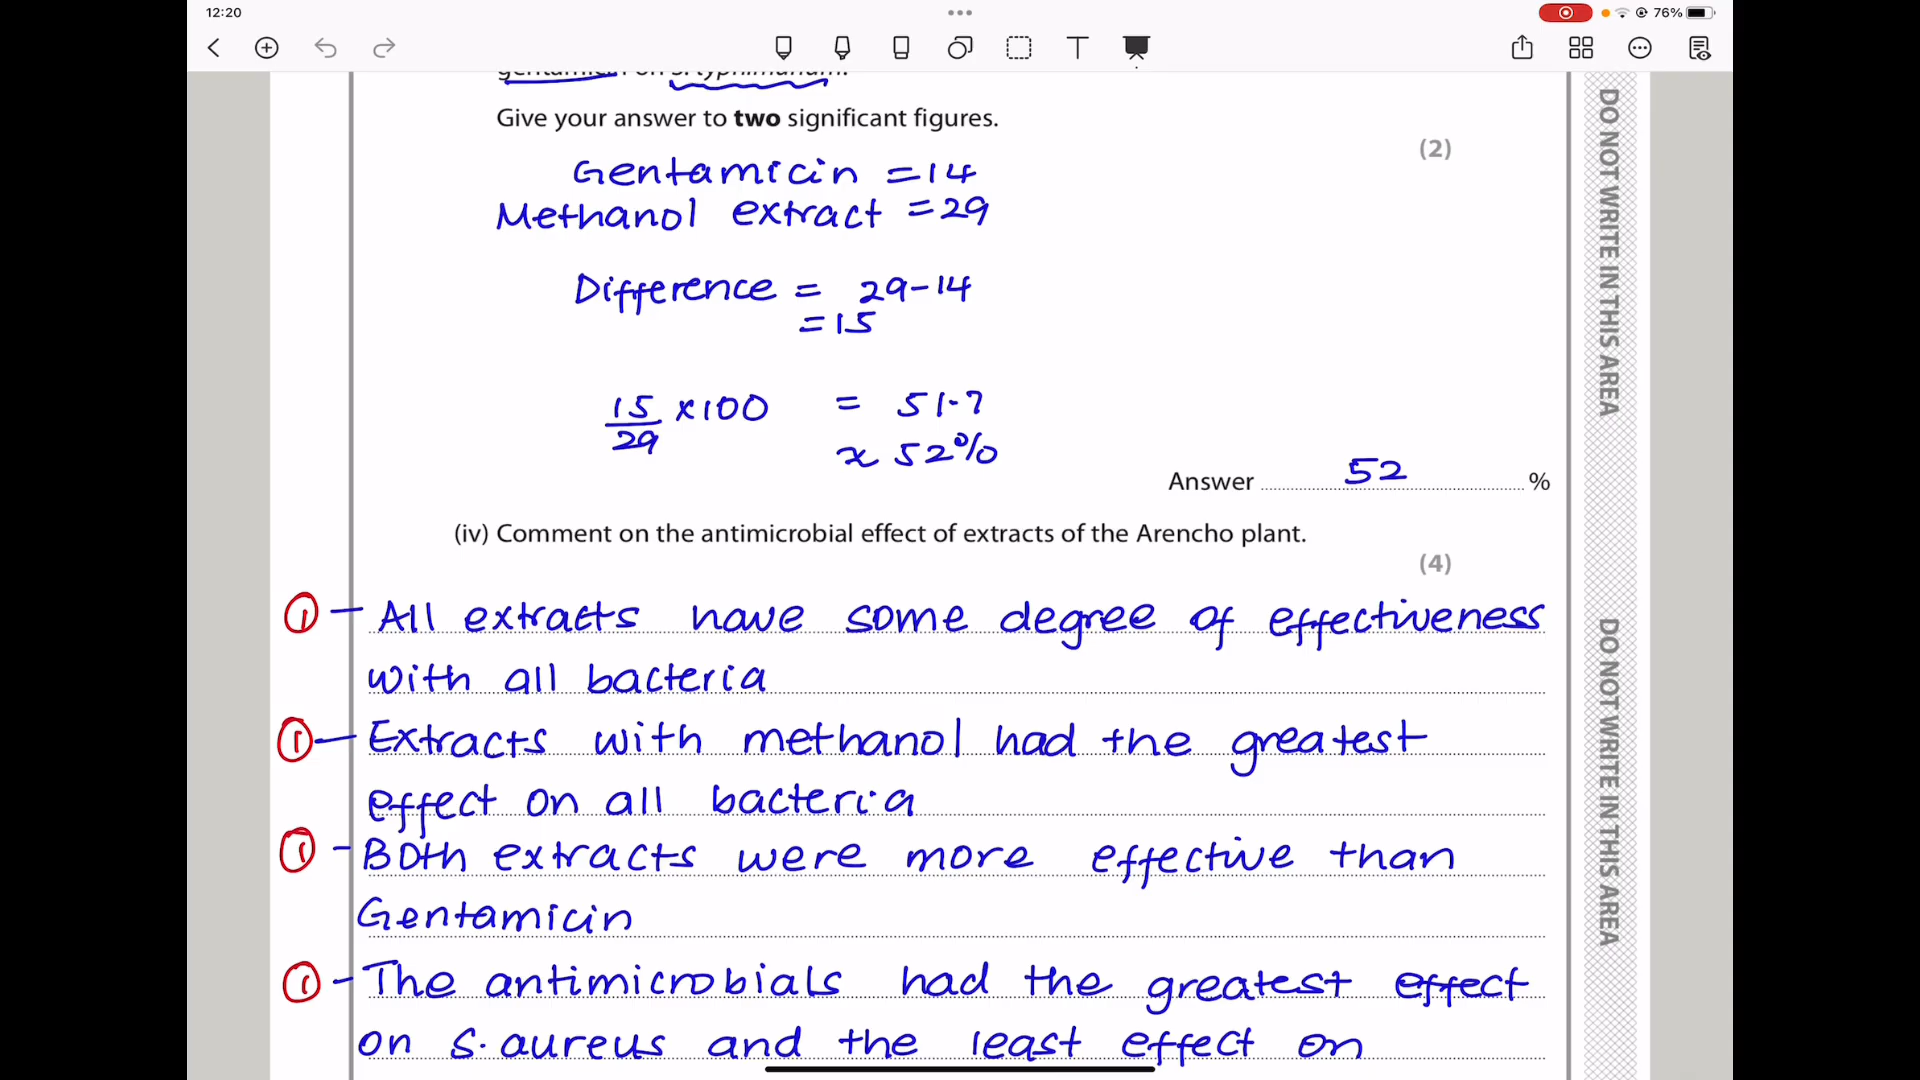 12:20
76%
gentamicin on S. typhimurium.
Give your answer to two significant figures.
(2)
Gentamicin = 14
Methanol extract = 29
Difference = 29-14
= 15
15/29 x100 = 51.7
≈ 52%
Answer 52 %
(iv) Comment on the antimicrobial effect of extracts of the Arencho plant.
(4)
① - All extracts have some degree of effectiveness
with all bacteria
① - Extracts with methanol had the greatest
effect on all bacteria
① - Both extracts were more effective than
Gentamicin
① - The antimicrobials had the greatest effect
on S. aureus and the least effect on
DO NOT WRITE IN THIS AREA
DO NOT WRITE IN THIS AREA